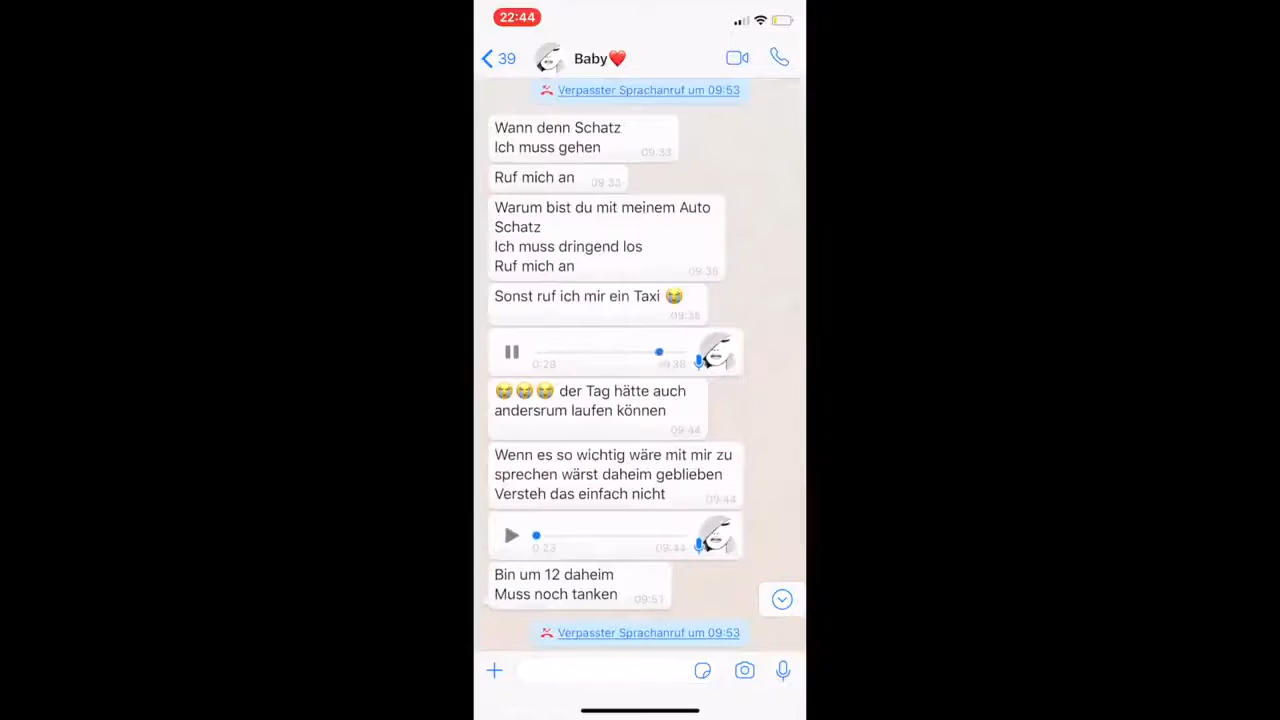 22:44
39
Baby❤️
Verpasster Sprachanruf um 09:53
Wann denn Schatz
Ich muss gehen
09:33
Ruf mich an
09:33
Warum bist du mit meinem Auto
Schatz
Ich muss dringend los
Ruf mich an
09:36
Sonst ruf ich mir ein Taxi 😭
09:36
0:28
09:38
😭😭😭 der Tag hätte auch
andersrum laufen können
09:44
Wenn es so wichtig wäre mit mir zu
sprechen wärst daheim geblieben
Versteh das einfach nicht
09:44
0:23
09:44
Bin um 12 daheim
Muss noch tanken
09:51
Verpasster Sprachanruf um 09:53